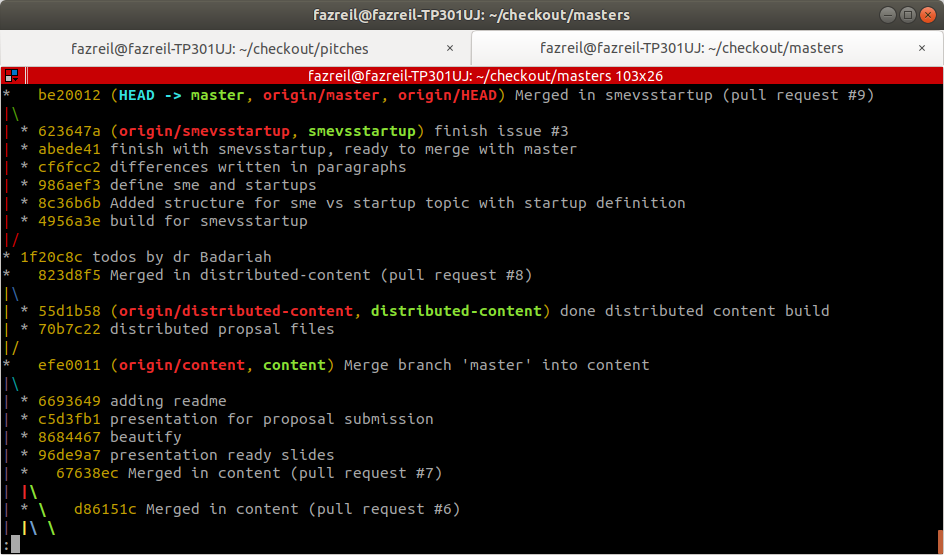 fazreil@fazreil-TP301UJ: ~/checkout/masters
fazreil@fazreil-TP301UJ: ~/checkout/pitches × fazreil@fazreil-TP301UJ: ~/checkout/masters ×
fazreil@fazreil-TP301UJ: ~/checkout/masters 103x26
*   be20012 (HEAD -> master, origin/master, origin/HEAD) Merged in smevsstartup (pull request #9)
|\
| * 623647a (origin/smevsstartup, smevsstartup) finish issue #3
| * abede41 finish with smevsstartup, ready to merge with master
| * cf6fcc2 differences written in paragraphs
| * 986aef3 define sme and startups
| * 8c36b6b Added structure for sme vs startup topic with startup definition
| * 4956a3e build for smevsstartup
|/
* 1f20c8c todos by dr Badariah
*   823d8f5 Merged in distributed-content (pull request #8)
|\
| * 55d1b58 (origin/distributed-content, distributed-content) done distributed content build
| * 70b7c22 distributed propsal files
|/
*   efe0011 (origin/content, content) Merge branch 'master' into content
|\
| * 6693649 adding readme
| * c5d3fb1 presentation for proposal submission
| * 8684467 beautify
| * 96de9a7 presentation ready slides
| *   67638ec Merged in content (pull request #7)
| |\
| * \   d86151c Merged in content (pull request #6)
| |\ \
: